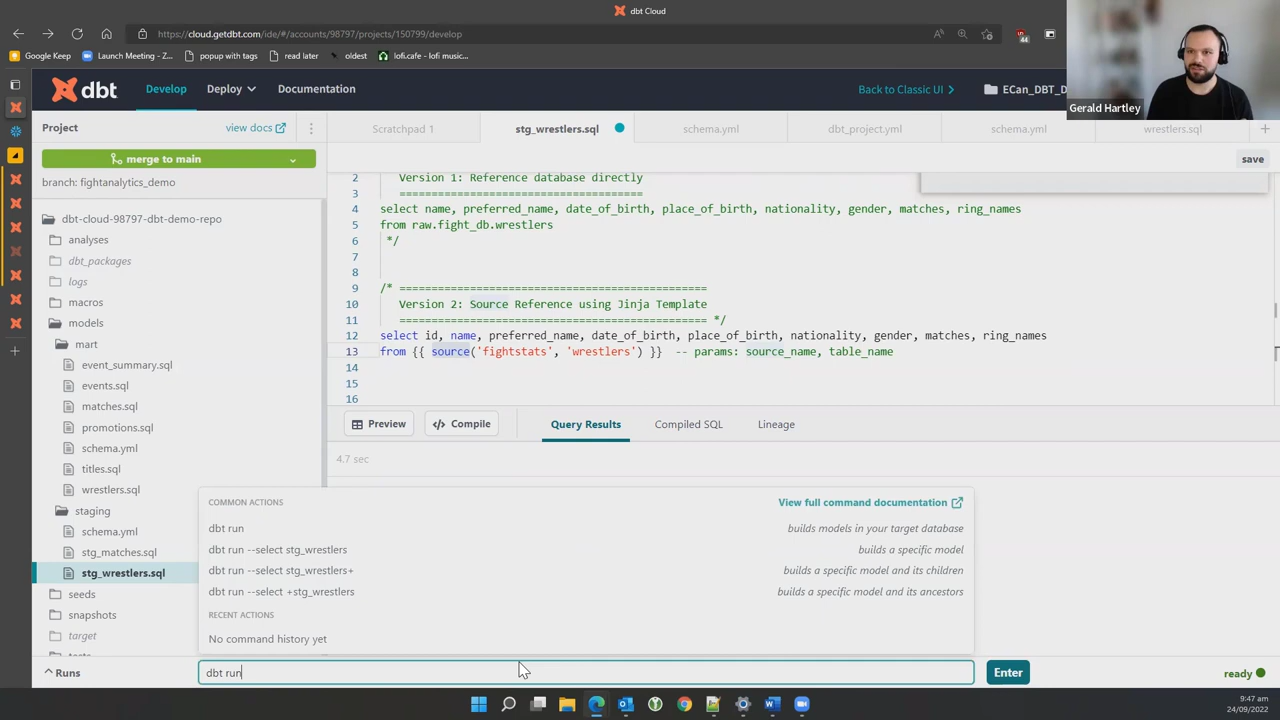 dbt Cloud
https://cloud.getdbt.com/ide/#/accounts/98797/projects/150799/develop
44
Google Keep Launch Meeting - Z... popup with tags read later oldest lofi.cafe - lofi music...
dbt Develop Deploy Documentation Back to Classic UI ECan_DBT_D
Gerald Hartley
Project view docs
Scratchpad 1 stg_wrestlers.sql schema.yml dbt_project.yml schema.yml wrestlers.sql
merge to main
save
branch: fightanalytics_demo
dbt-cloud-98797-dbt-demo-repo
analyses
dbt_packages
logs
macros
models
mart
event_summary.sql
events.sql
matches.sql
promotions.sql
schema.yml
titles.sql
wrestlers.sql
staging
schema.yml
stg_matches.sql
stg_wrestlers.sql
seeds
snapshots
target
2 Version 1: Reference database directly
3 ======================================
4 select name, preferred_name, date_of_birth, place_of_birth, nationality, gender, matches, ring_names
5 from raw.fight_db.wrestlers
6 */
7
8
9 /* ==============================================
10 Version 2: Source Reference using Jinja Template
11 ============================================== */
12 select id, name, preferred_name, date_of_birth, place_of_birth, nationality, gender, matches, ring_names
13 from {{ source('fightstats', 'wrestlers') }} -- params: source_name, table_name
14
15
16
Preview Compile Query Results Compiled SQL Lineage
4.7 sec
COMMON ACTIONS View full command documentation
dbt run builds models in your target database
dbt run --select stg_wrestlers builds a specific model
dbt run --select stg_wrestlers+ builds a specific model and its children
dbt run --select +stg_wrestlers builds a specific model and its ancestors
RECENT ACTIONS
No command history yet
Runs dbt run Enter ready
9:47 am
24/09/2022